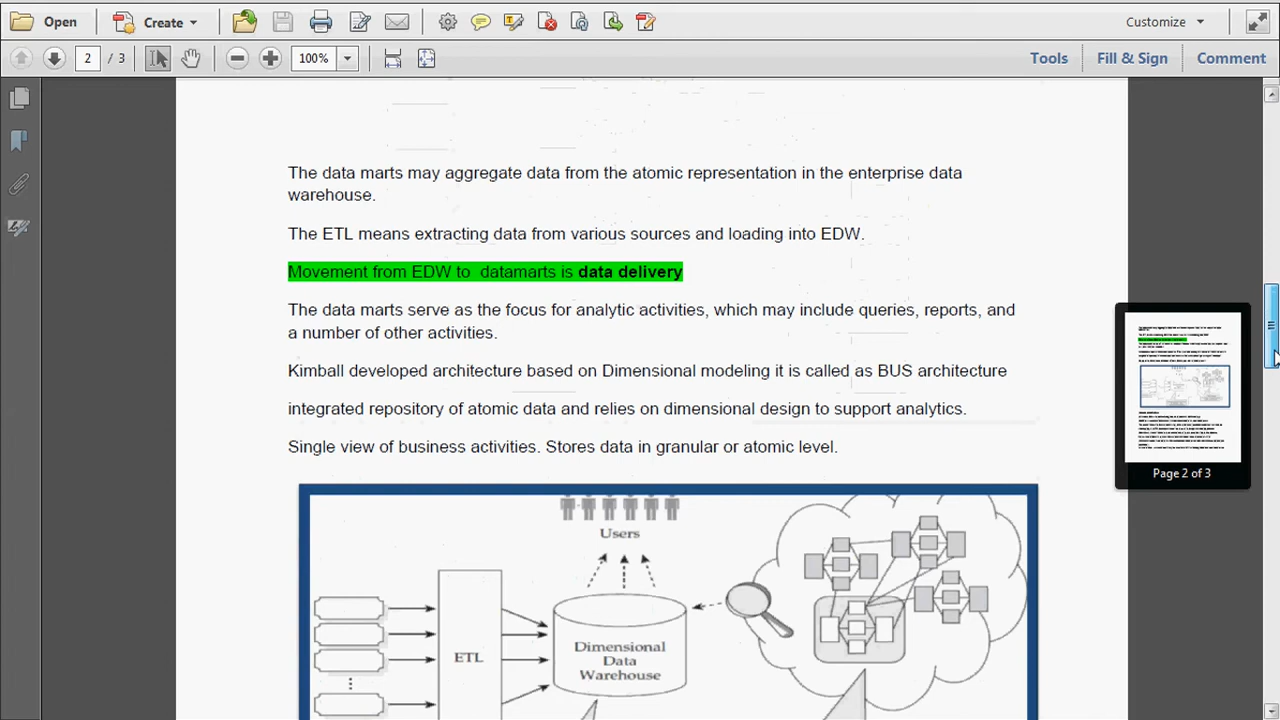 Open
Create
Customize
2 / 3
100%
Tools
Fill & Sign
Comment
The data marts may aggregate data from the atomic representation in the enterprise data
warehouse.
The ETL means extracting data from various sources and loading into EDW.
Movement from EDW to  datamarts is data delivery
The data marts serve as the focus for analytic activities, which may include queries, reports, and
a number of other activities.
Kimball developed architecture based on Dimensional modeling it is called as BUS architecture
integrated repository of atomic data and relies on dimensional design to support analytics.
Single view of business activities. Stores data in granular or atomic level.
Page 2 of 3
Users
ETL
Dimensional
Data
Warehouse